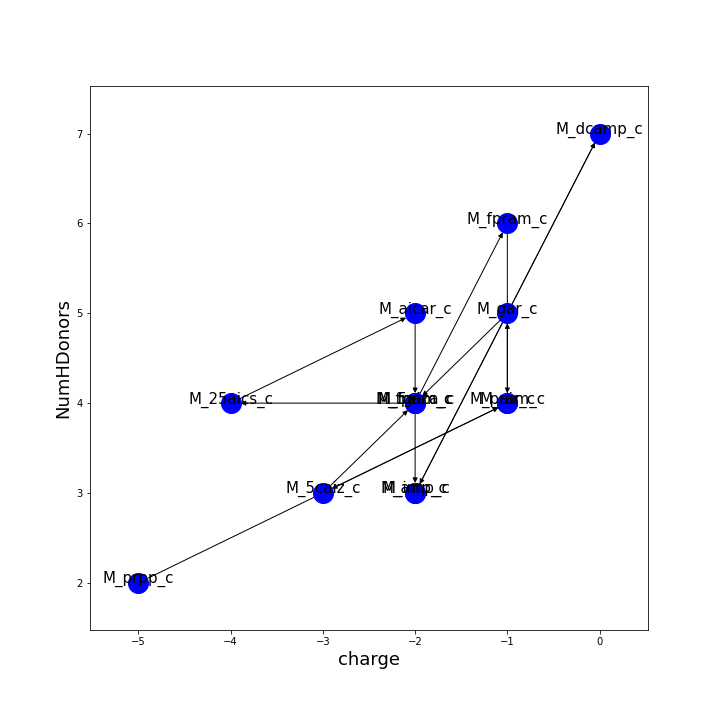 NumHDonors
7
6
5
4
3
2
M_dcamp_c
M_fpram_c
M_aicar_c
M_gar_c
M_25aics_c
M_5caiz_c
M_prpp_c
−5
−4
−3
−2
−1
0
charge